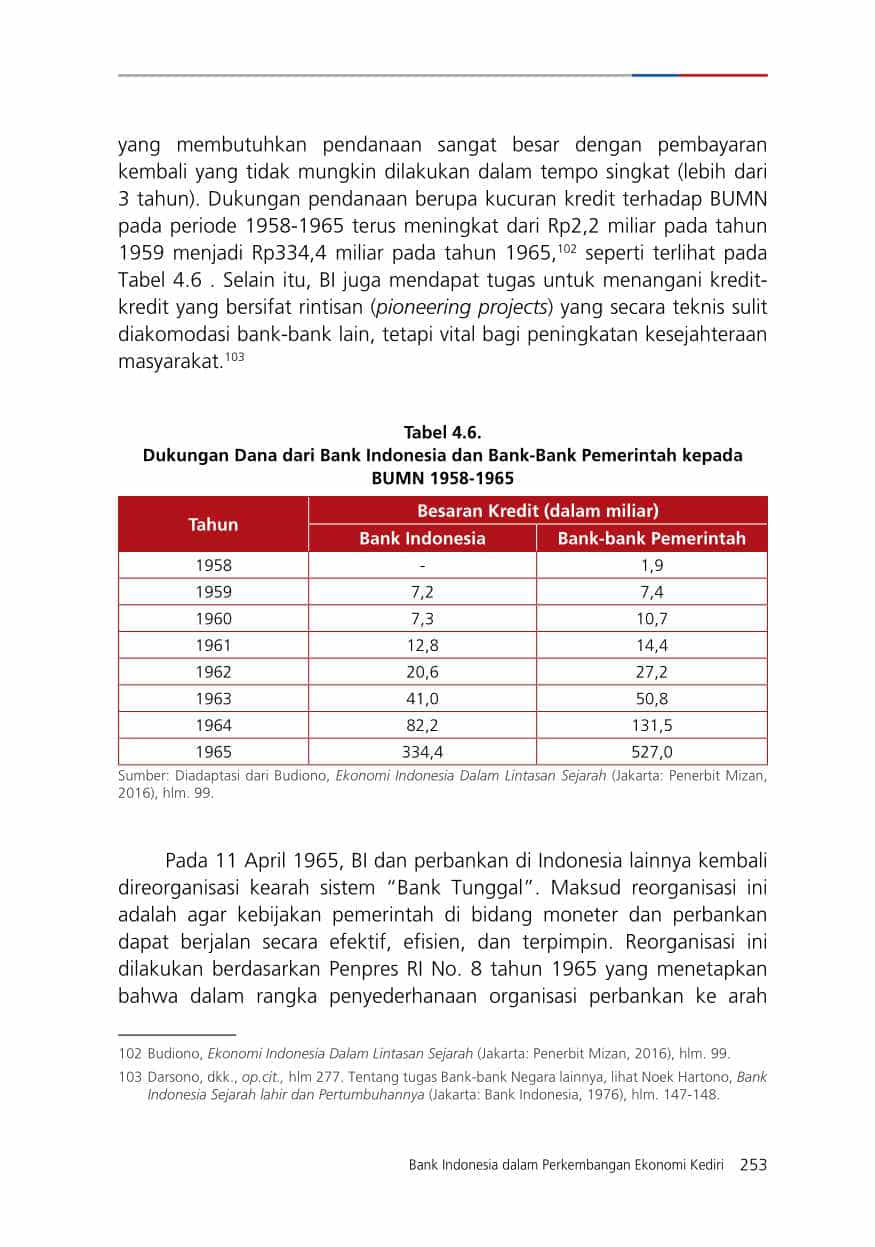 yang membutuhkan pendanaan sangat besar dengan pembayaran
kembali yang tidak mungkin dilakukan dalam tempo singkat (lebih dari
3 tahun). Dukungan pendanaan berupa kucuran kredit terhadap BUMN
pada periode 1958-1965 terus meningkat dari Rp2,2 miliar pada tahun
1959 menjadi Rp334,4 miliar pada tahun 1965,102 seperti terlihat pada
Tabel 4.6 . Selain itu, BI juga mendapat tugas untuk menangani kredit-
kredit yang bersifat rintisan (pioneering projects) yang secara teknis sulit
diakomodasi bank-bank lain, tetapi vital bagi peningkatan kesejahteraan
masyarakat.103
Tabel 4.6.
Dukungan Dana dari Bank Indonesia dan Bank-Bank Pemerintah kepada
BUMN 1958-1965
Tahun
Besaran Kredit (dalam miliar)
Bank Indonesia Bank-bank Pemerintah
1958 - 1,9
1959 7,2 7,4
1960 7,3 10,7
1961 12,8 14,4
1962 20,6 27,2
1963 41,0 50,8
1964 82,2 131,5
1965 334,4 527,0
Sumber: Diadaptasi dari Budiono, Ekonomi Indonesia Dalam Lintasan Sejarah (Jakarta: Penerbit Mizan,
2016), hlm. 99.
Pada 11 April 1965, BI dan perbankan di Indonesia lainnya kembali
direorganisasi kearah sistem “Bank Tunggal”. Maksud reorganisasi ini
adalah agar kebijakan pemerintah di bidang moneter dan perbankan
dapat berjalan secara efektif, efisien, dan terpimpin. Reorganisasi ini
dilakukan berdasarkan Penpres RI No. 8 tahun 1965 yang menetapkan
bahwa dalam rangka penyederhanaan organisasi perbankan ke arah
102 Budiono, Ekonomi Indonesia Dalam Lintasan Sejarah (Jakarta: Penerbit Mizan, 2016), hlm. 99.
103 Darsono, dkk., op.cit., hlm 277. Tentang tugas Bank-bank Negara lainnya, lihat Noek Hartono, Bank
Indonesia Sejarah lahir dan Pertumbuhannya (Jakarta: Bank Indonesia, 1976), hlm. 147-148.
Bank Indonesia dalam Perkembangan Ekonomi Kediri 253